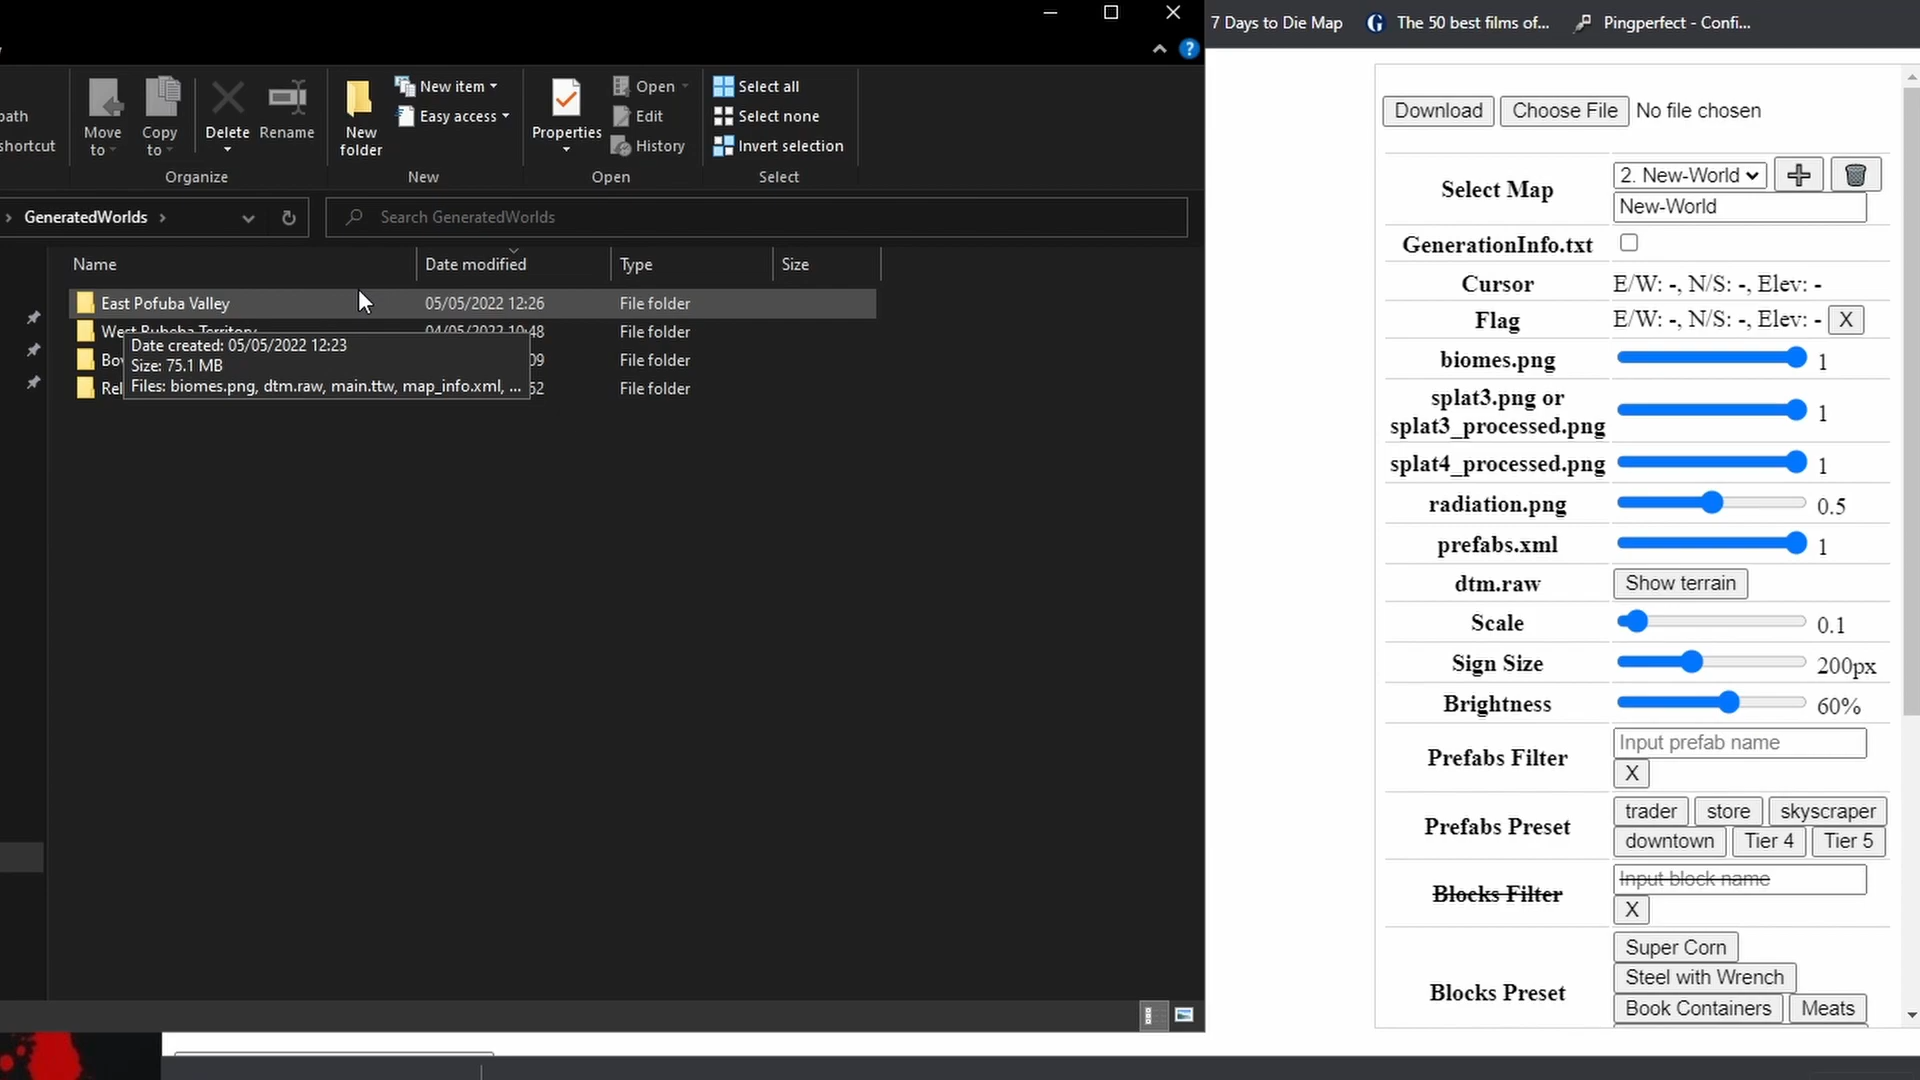 7 Days to Die Map
G The 50 best films of...
Pingperfect - Confi...
path
shortcut
Move to
Copy to
Delete
Rename
Organize
New folder
New item
Easy access
New
Properties
Open
Edit
History
Open
Select all
Select none
Invert selection
Select
GeneratedWorlds
Search GeneratedWorlds
Name
Date modified
Type
Size
East Pofuba Valley 05/05/2022 12:26 File folder
File folder
File folder
File folder
Date created: 05/05/2022 12:23
Size: 75.1 MB
Files: biomes.png, dtm.raw, main.ttw, map_info.xml, ...
Download Choose File No file chosen
Select Map
2. New-World
New-World
GenerationInfo.txt
Cursor E/W: -, N/S: -, Elev: -
Flag E/W: -, N/S: -, Elev: - X
biomes.png 1
splat3.png or
splat3_processed.png 1
splat4_processed.png 1
radiation.png 0.5
prefabs.xml 1
dtm.raw Show terrain
Scale 0.1
Sign Size 200px
Brightness 60%
Prefabs Filter
Input prefab name
X
Prefabs Preset
trader store skyscraper
downtown Tier 4 Tier 5
Blocks Filter
Input block name
X
Blocks Preset
Super Corn
Steel with Wrench
Book Containers Meats